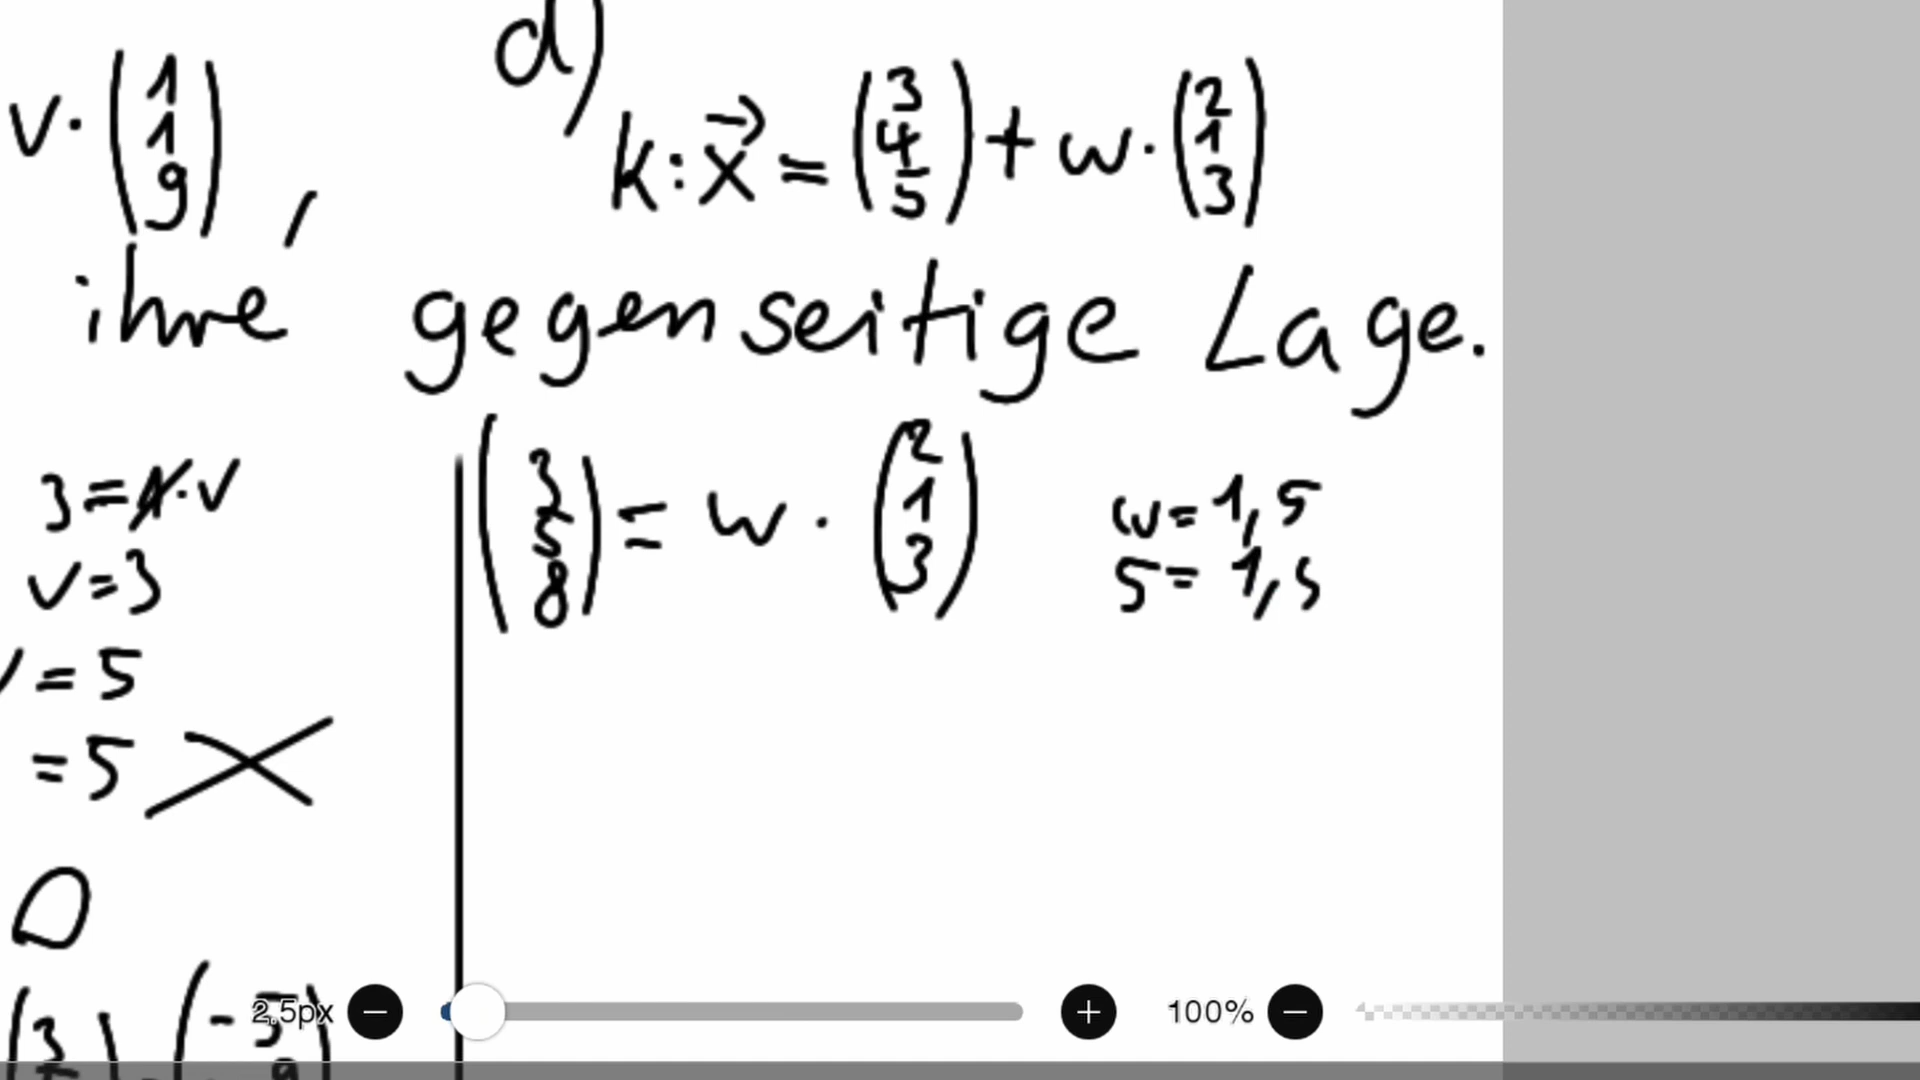 d)
v · (1 1 9) ,
k: x⃗ = (3 4 5) + w · (2 1 3)
ihre gegenseitige Lage.
3 = 1 · v
v = 3
v = 5
= 5
(3 5 8) = w · (2 1 3)
w = 1,5
5 = 1,5
2.5px
100%